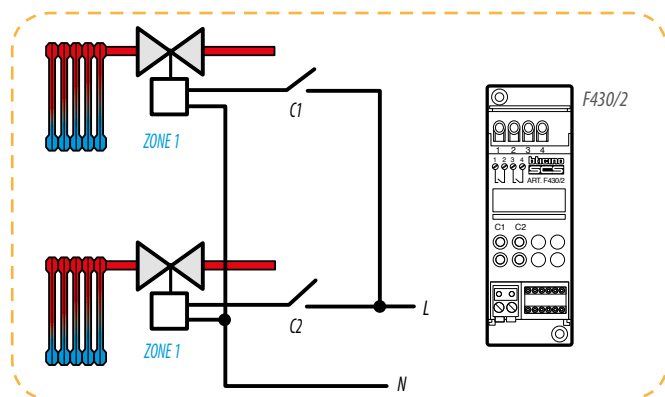 C1
ZONE 1
C2
ZONE 1
L
N
F430/2
1 2 3 4
1 2 3 4
bticino
SCS
ART. F430/2
C1 C2